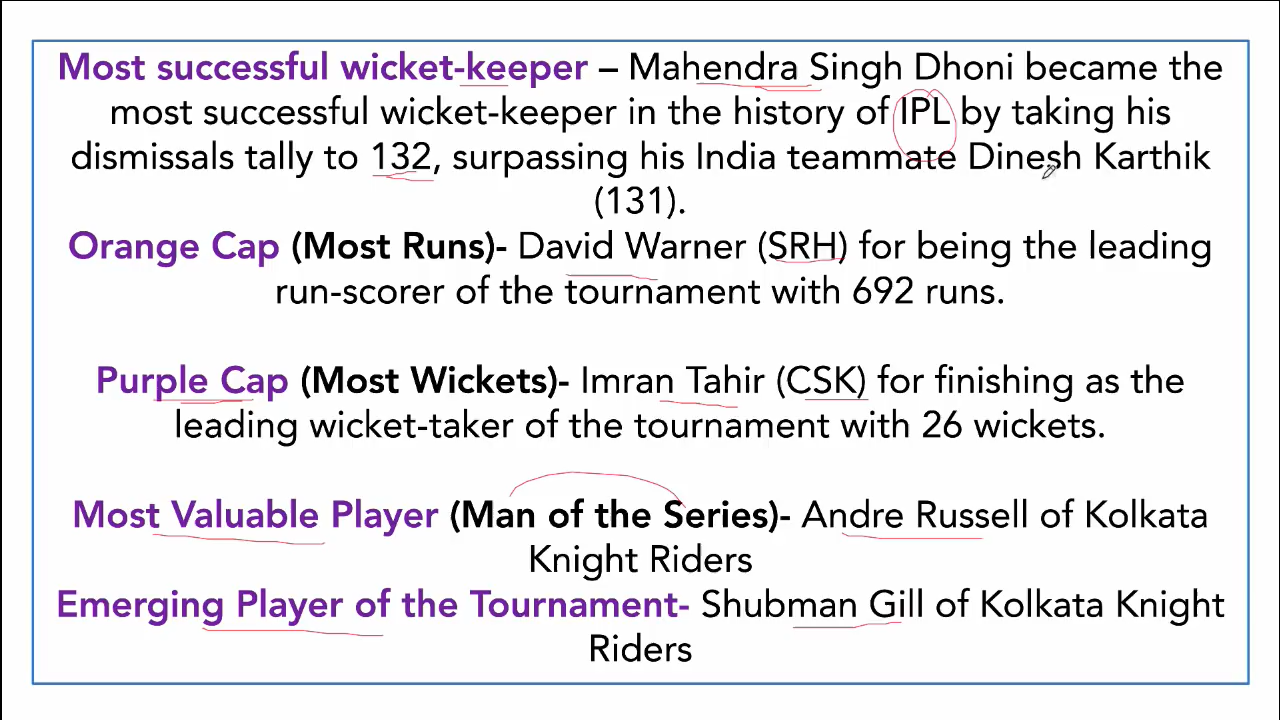 Most successful wicket-keeper – Mahendra Singh Dhoni became the
most successful wicket-keeper in the history of IPL by taking his
dismissals tally to 132, surpassing his India teammate Dinesh Karthik
(131).
Orange Cap (Most Runs)- David Warner (SRH) for being the leading
run-scorer of the tournament with 692 runs.
Purple Cap (Most Wickets)- Imran Tahir (CSK) for finishing as the
leading wicket-taker of the tournament with 26 wickets.
Most Valuable Player (Man of the Series)- Andre Russell of Kolkata
Knight Riders
Emerging Player of the Tournament- Shubman Gill of Kolkata Knight
Riders